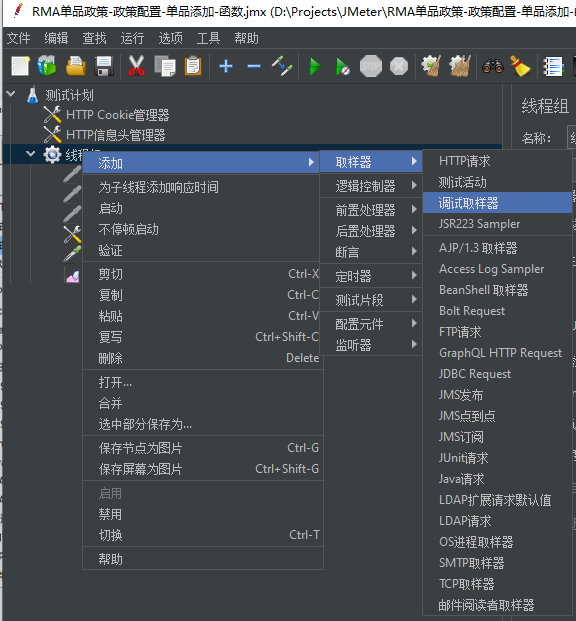 RMA单品政策-政策配置-单品添加-函数.jmx (D:\Projects\JMeter\RMA单品政策-政策配置-单品添加-
文件 编辑 查找 运行 选项 工具 帮助
测试计划
HTTP Cookie管理器
HTTP信息头管理器
线程组
线程组
名称:
添加
为子线程添加响应时间
启动
不停顿启动
验证
剪切 Ctrl-X
复制 Ctrl-C
粘贴 Ctrl-V
复写 Ctrl+Shift-C
删除 Delete
打开...
合并
选中部分保存为...
保存节点为图片 Ctrl-G
保存屏幕为图片 Ctrl+Shift-G
启用
禁用
切换 Ctrl-T
帮助
取样器
逻辑控制器
前置处理器
后置处理器
断言
定时器
测试片段
配置元件
监听器
HTTP请求
测试活动
调试取样器
JSR223 Sampler
AJP/1.3 取样器
Access Log Sampler
BeanShell 取样器
Bolt Request
FTP请求
GraphQL HTTP Request
JDBC Request
JMS发布
JMS点到点
JMS订阅
JUnit请求
Java请求
LDAP扩展请求默认值
LDAP请求
OS进程取样器
SMTP取样器
TCP取样器
邮件阅读者取样器